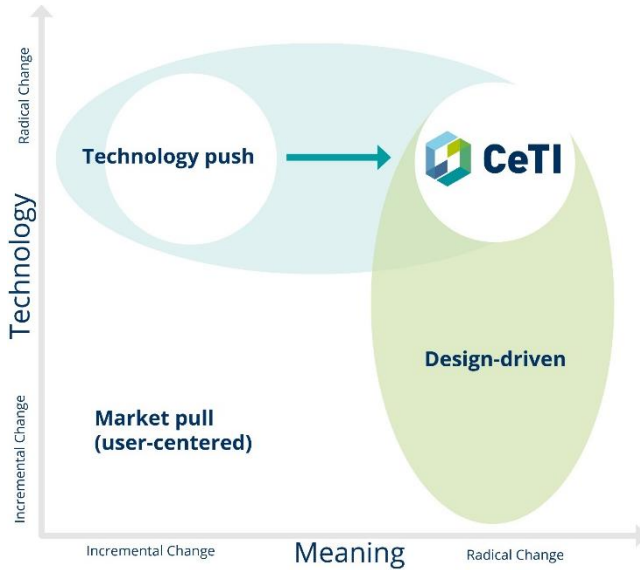 Radical Change
Technology
Incremental Change
Technology push
CeTI
Design-driven
Market pull
(user-centered)
Incremental Change
Meaning
Radical Change